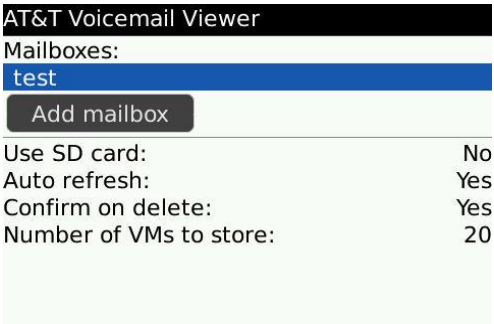 AT&T Voicemail Viewer
Mailboxes:
test
Add mailbox
Use SD card: No
Auto refresh: Yes
Confirm on delete: Yes
Number of VMs to store: 20